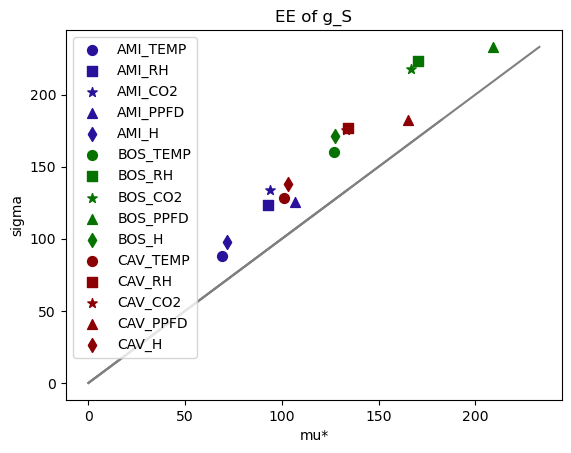 EE of g_S
AMI_TEMP
AMI_RH
AMI_CO2
AMI_PPFD
AMI_H
BOS_TEMP
BOS_RH
BOS_CO2
BOS_PPFD
BOS_H
CAV_TEMP
CAV_RH
CAV_CO2
CAV_PPFD
CAV_H
200
150
100
50
0
sigma
0 50 100 150 200
mu*